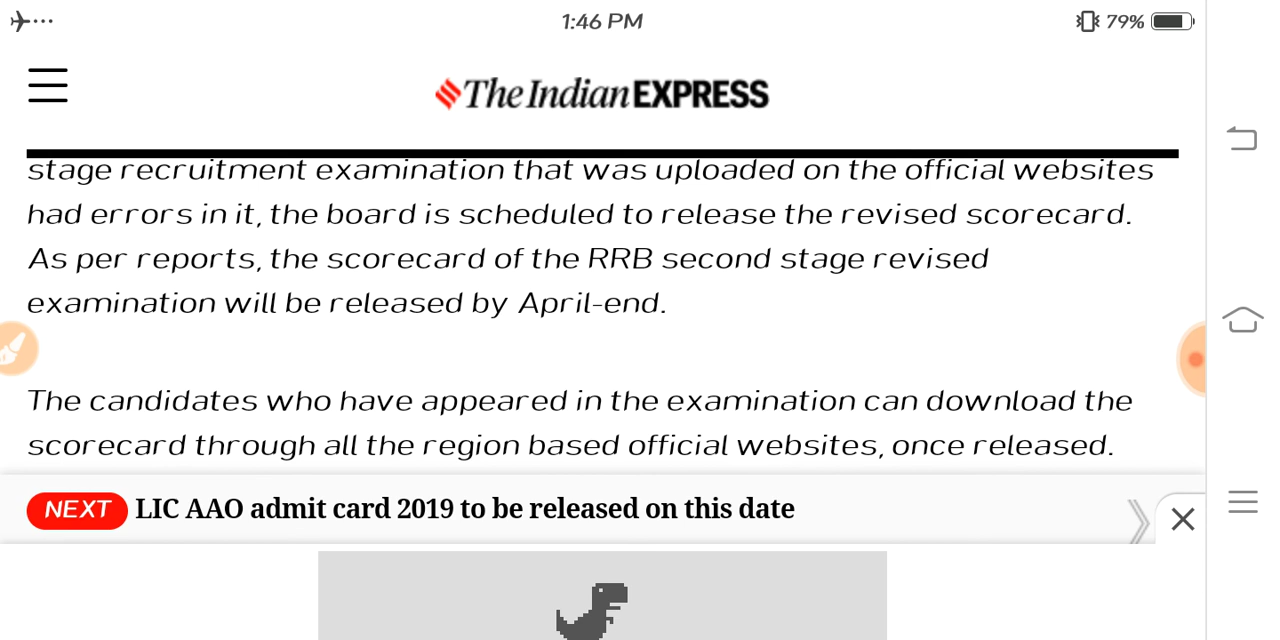 1:46 PM
79%
The Indian EXPRESS
stage recruitment examination that was uploaded on the official websites
had errors in it, the board is scheduled to release the revised scorecard.
As per reports, the scorecard of the RRB second stage revised
examination will be released by April-end.
The candidates who have appeared in the examination can download the
scorecard through all the region based official websites, once released.
NEXT LIC AAO admit card 2019 to be released on this date